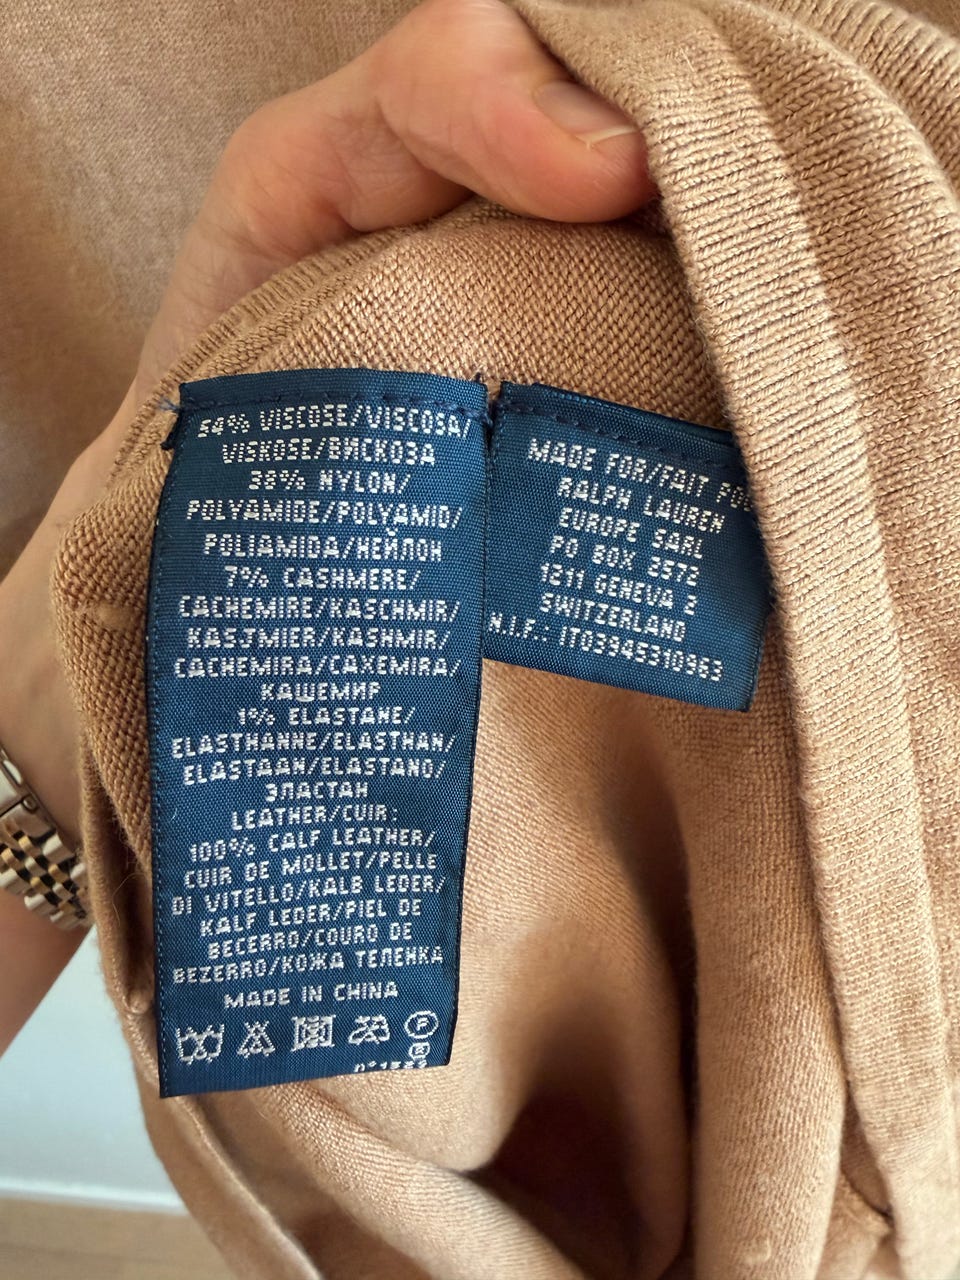 54% VISCOSE/VISCOSA/
VISKOSE/ВИСКОЗА
38% NYLON/
POLYAMIDE/POLYAMID/
POLIAMIDA/НЕЙЛОН
7% CASHMERE/
CACHEMIRE/KASCHMIR/
KASJMIER/KASHMIR/
CACHEMIRA/CAXEMIRA/
КАШЕМИР
1% ELASTANE/
ELASTHANNE/ELASTHAN/
ELASTAAN/ELASTANO/
ЭЛАСТАН
LEATHER/CUIR:
100% CALF LEATHER/
CUIR DE MOLLET/PELLE
DI VITELLO/KALB LEDER/
KALF LEDER/PIEL DE
BECERRO/COURO DE
BEZERRO/КОЖА ТЕЛЕНКА
MADE IN CHINA
F
R
MADE FOR/FAIT
RALPH LAUREN
EUROPE SARL
PO BOX 3572
1211 GENEVA 2
SWITZERLAND
N.I.F.: IT03945310963